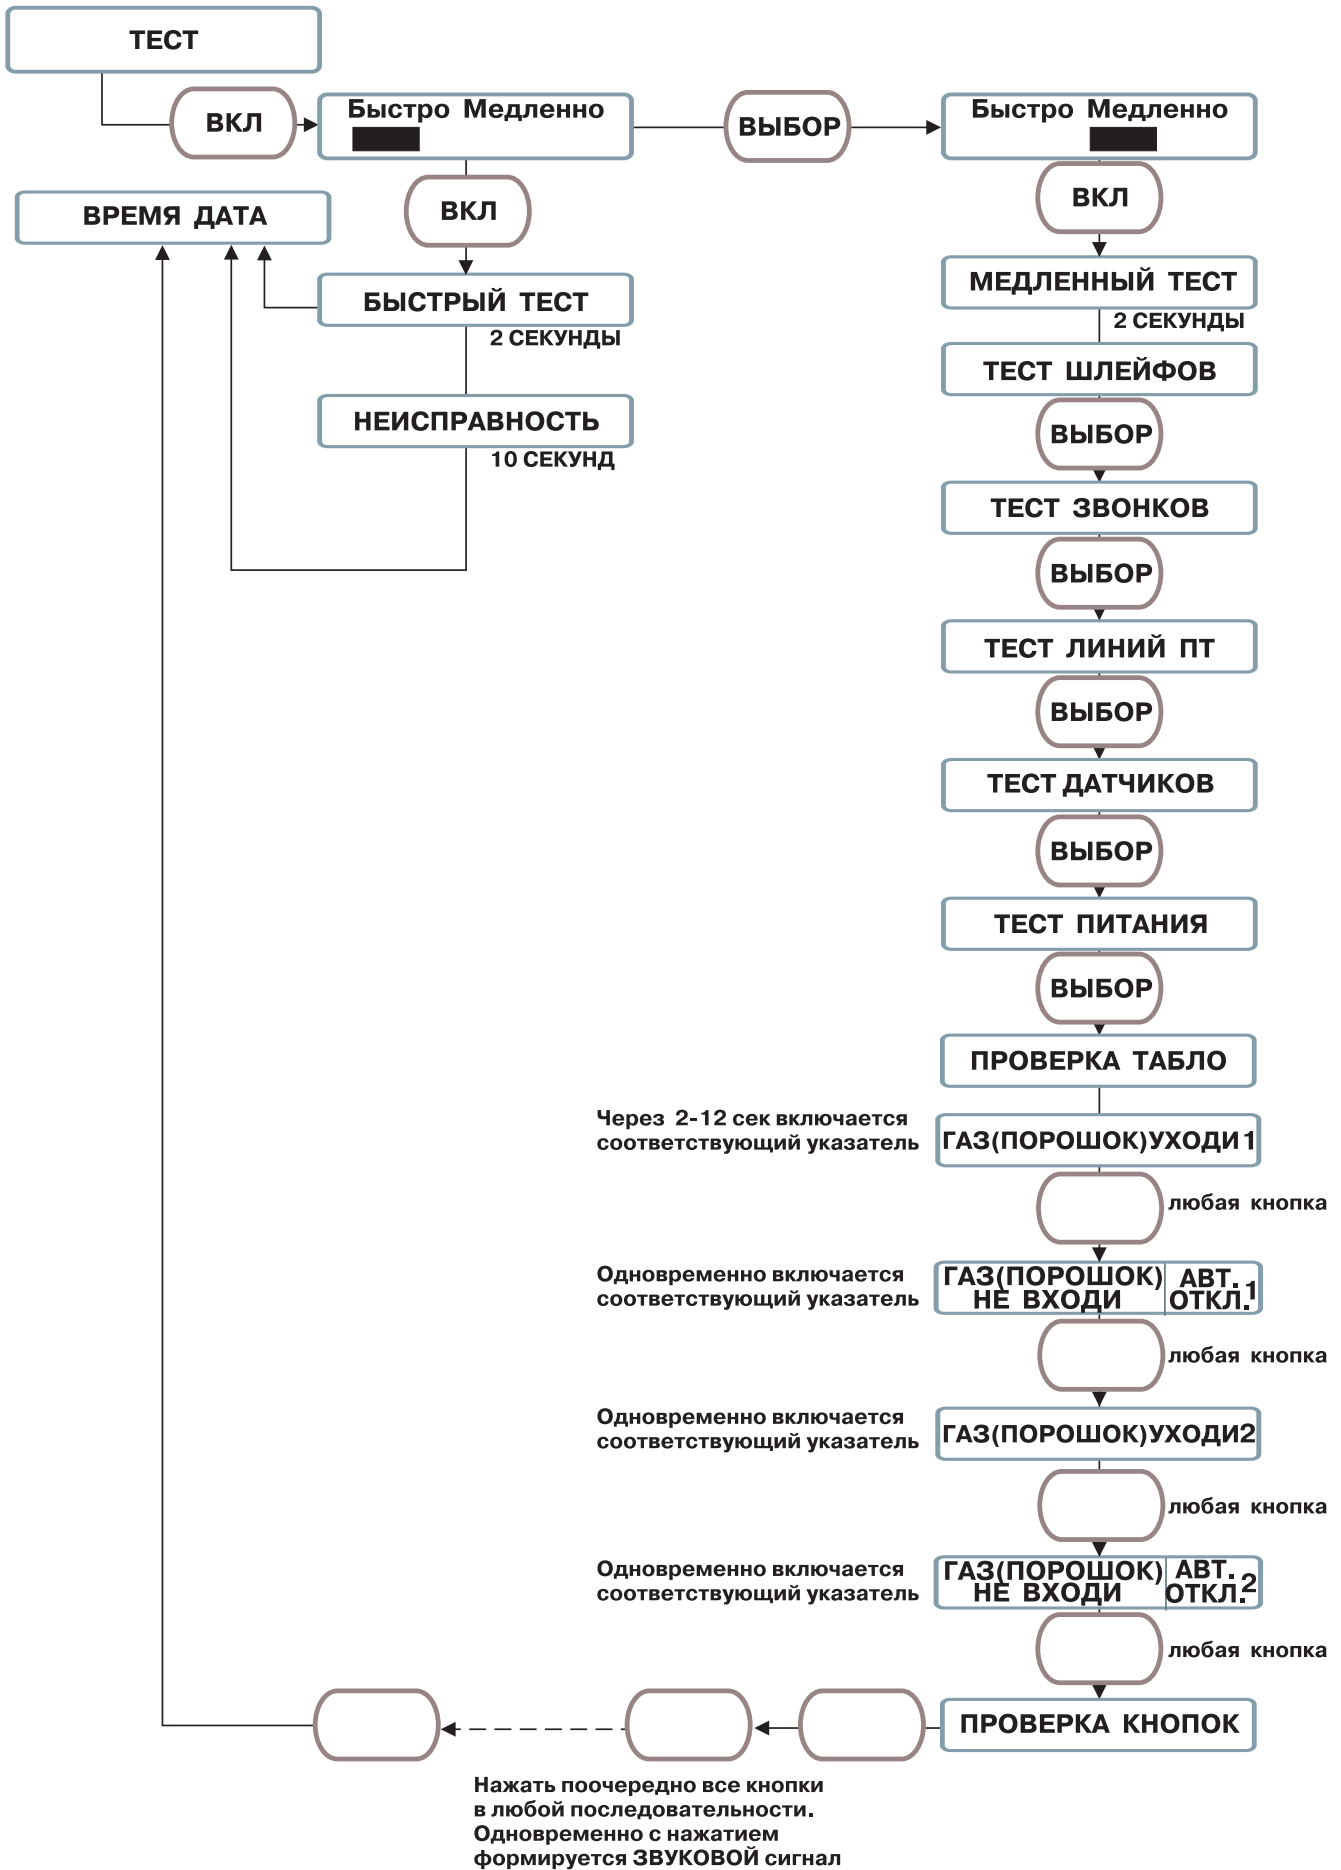 ТЕСТ
ВКЛ
Быстро Медленно
ВЫБОР
Быстро Медленно
ВРЕМЯ ДАТА
ВКЛ
ВКЛ
БЫСТРЫЙ ТЕСТ
2 СЕКУНДЫ
НЕИСПРАВНОСТЬ
10 СЕКУНД
МЕДЛЕННЫЙ ТЕСТ
2 СЕКУНДЫ
ТЕСТ ШЛЕЙФОВ
ВЫБОР
ТЕСТ ЗВОНКОВ
ВЫБОР
ТЕСТ ЛИНИЙ ПТ
ВЫБОР
ТЕСТ ДАТЧИКОВ
ВЫБОР
ТЕСТ ПИТАНИЯ
ВЫБОР
ПРОВЕРКА ТАБЛО
Через 2-12 сек включается
соответствующий указатель
ГАЗ(ПОРОШОК)УХОДИ1
любая кнопка
Одновременно включается
соответствующий указатель
ГАЗ(ПОРОШОК)
НЕ ВХОДИ
АВТ.
ОТКЛ.1
любая кнопка
Одновременно включается
соответствующий указатель
ГАЗ(ПОРОШОК)УХОДИ2
любая кнопка
Одновременно включается
соответствующий указатель
ГАЗ(ПОРОШОК)
НЕ ВХОДИ
АВТ.
ОТКЛ.2
любая кнопка
ПРОВЕРКА КНОПОК
Нажать поочередно все кнопки
в любой последовательности.
Одновременно с нажатием
формируется ЗВУКОВОЙ сигнал